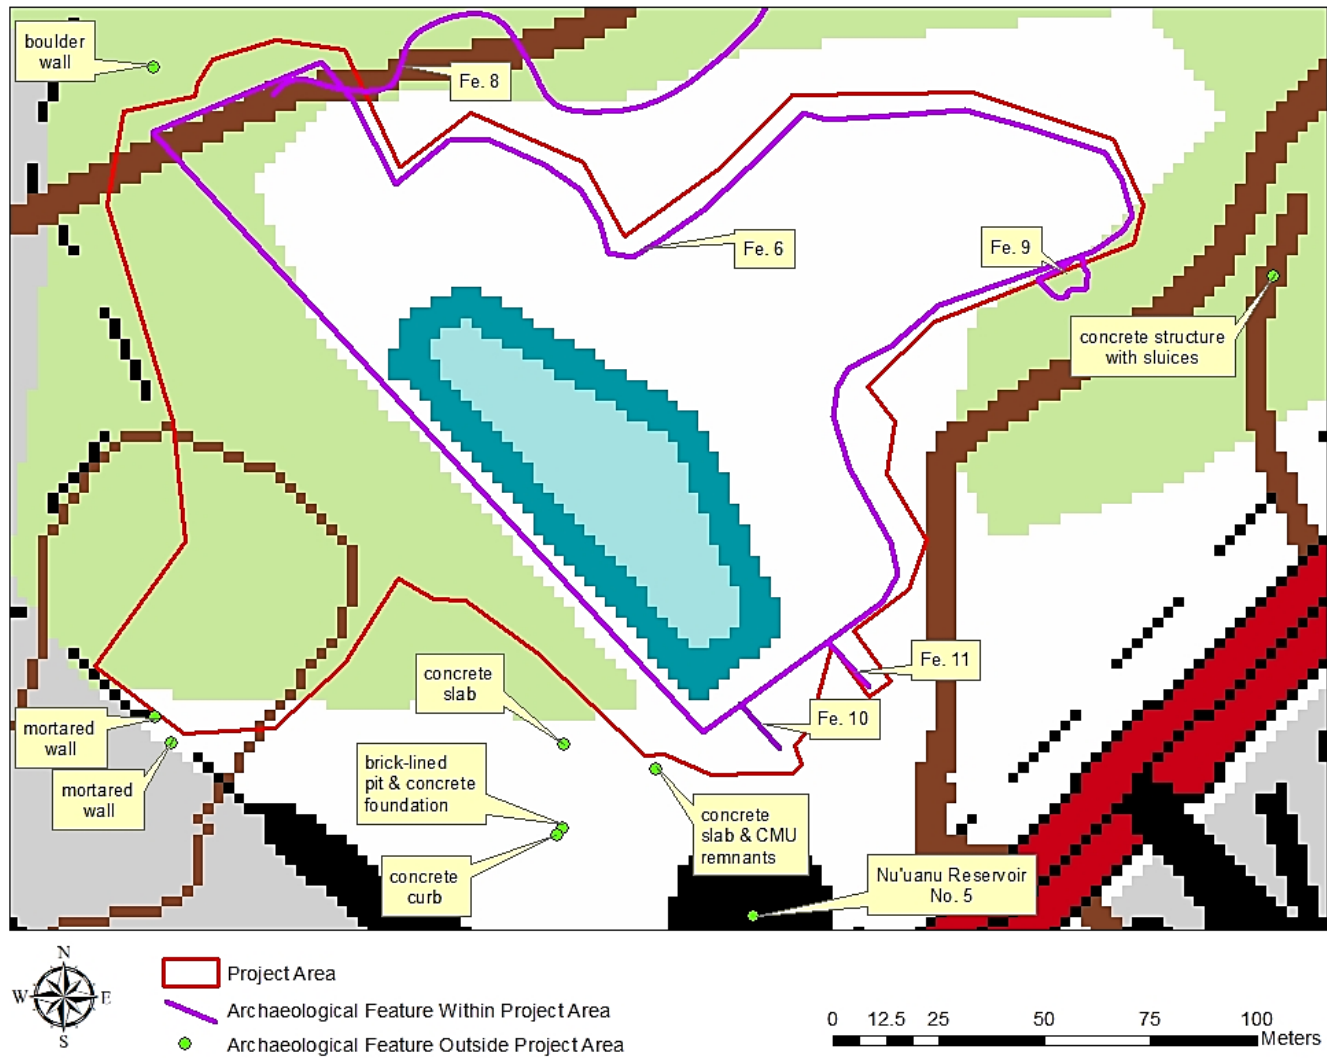 boulder
wall
Fe. 8
Fe. 6
Fe. 9
concrete structure
with sluices
Fe. 11
concrete
slab
Fe. 10
mortared
wall
brick-lined
pit & concrete
foundation
mortared
wall
concrete
slab & CMU
remnants
concrete
curb
Nu'uanu Reservoir
No. 5
N
W E
S
Project Area
Archaeological Feature Within Project Area
Archaeological Feature Outside Project Area
0 12.5 25 50 75 100
Meters